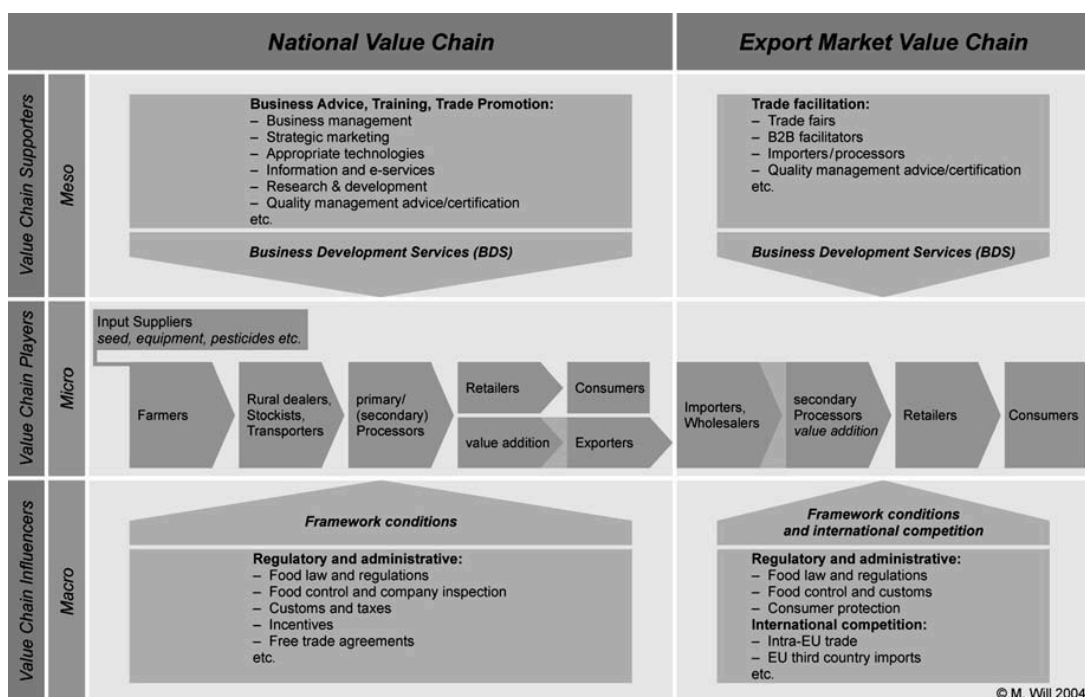 National Value Chain
Export Market Value Chain
Value Chain Supporters
Meso
Business Advice, Training, Trade Promotion:
– Business management
– Strategic marketing
– Appropriate technologies
– Information and e-services
– Research & development
– Quality management advice/certification
etc.
Business Development Services (BDS)
Trade facilitation:
– Trade fairs
– B2B facilitators
– Importers/processors
– Quality management advice/certification
etc.
Business Development Services (BDS)
Value Chain Players
Micro
Input Suppliers
seed, equipment, pesticides etc.
Farmers
Rural dealers,
Stockists,
Transporters
primary/
(secondary)
Processors
Retailers
Consumers
value addition
Exporters
Importers,
Wholesalers
secondary
Processors
value addition
Retailers
Consumers
Value Chain Influencers
Macro
Framework conditions
Regulatory and administrative:
– Food law and regulations
– Food control and company inspection
– Customs and taxes
– Incentives
– Free trade agreements
etc.
Framework conditions
and international competition
Regulatory and administrative:
– Food law and regulations
– Food control and customs
– Consumer protection
International competition:
– Intra-EU trade
– EU third country imports
etc.
© M. Will 2004